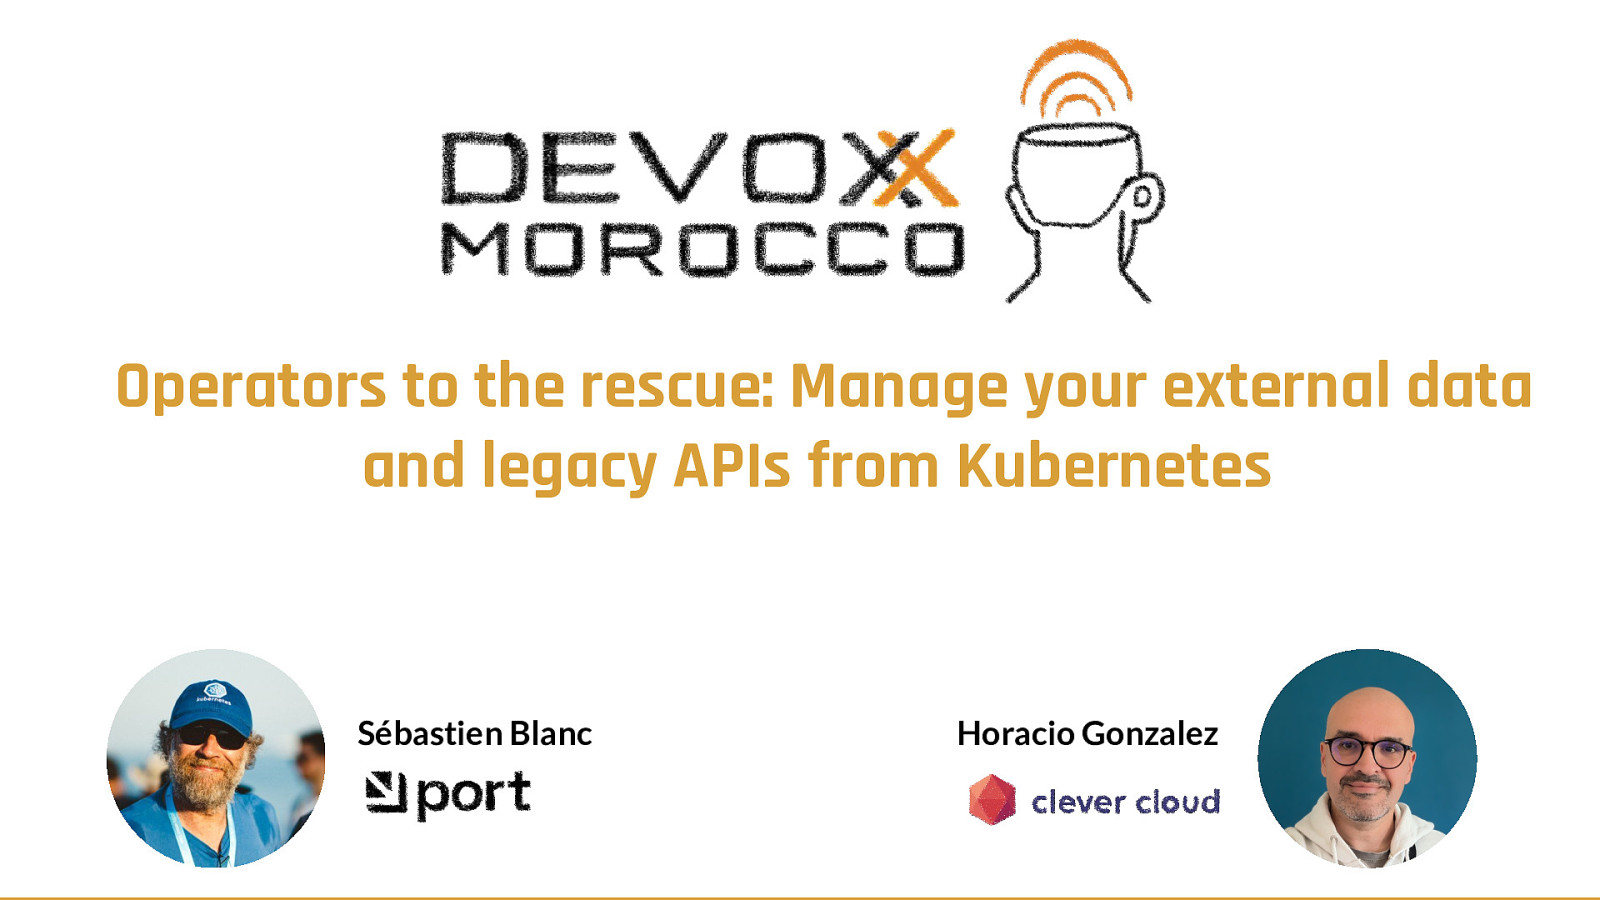 DEVOXX
MOROCCO
Operators to the rescue: Manage your external data
and legacy APIs from Kubernetes
kubernetes
Sébastien Blanc
port
Horacio Gonzalez
clever cloud